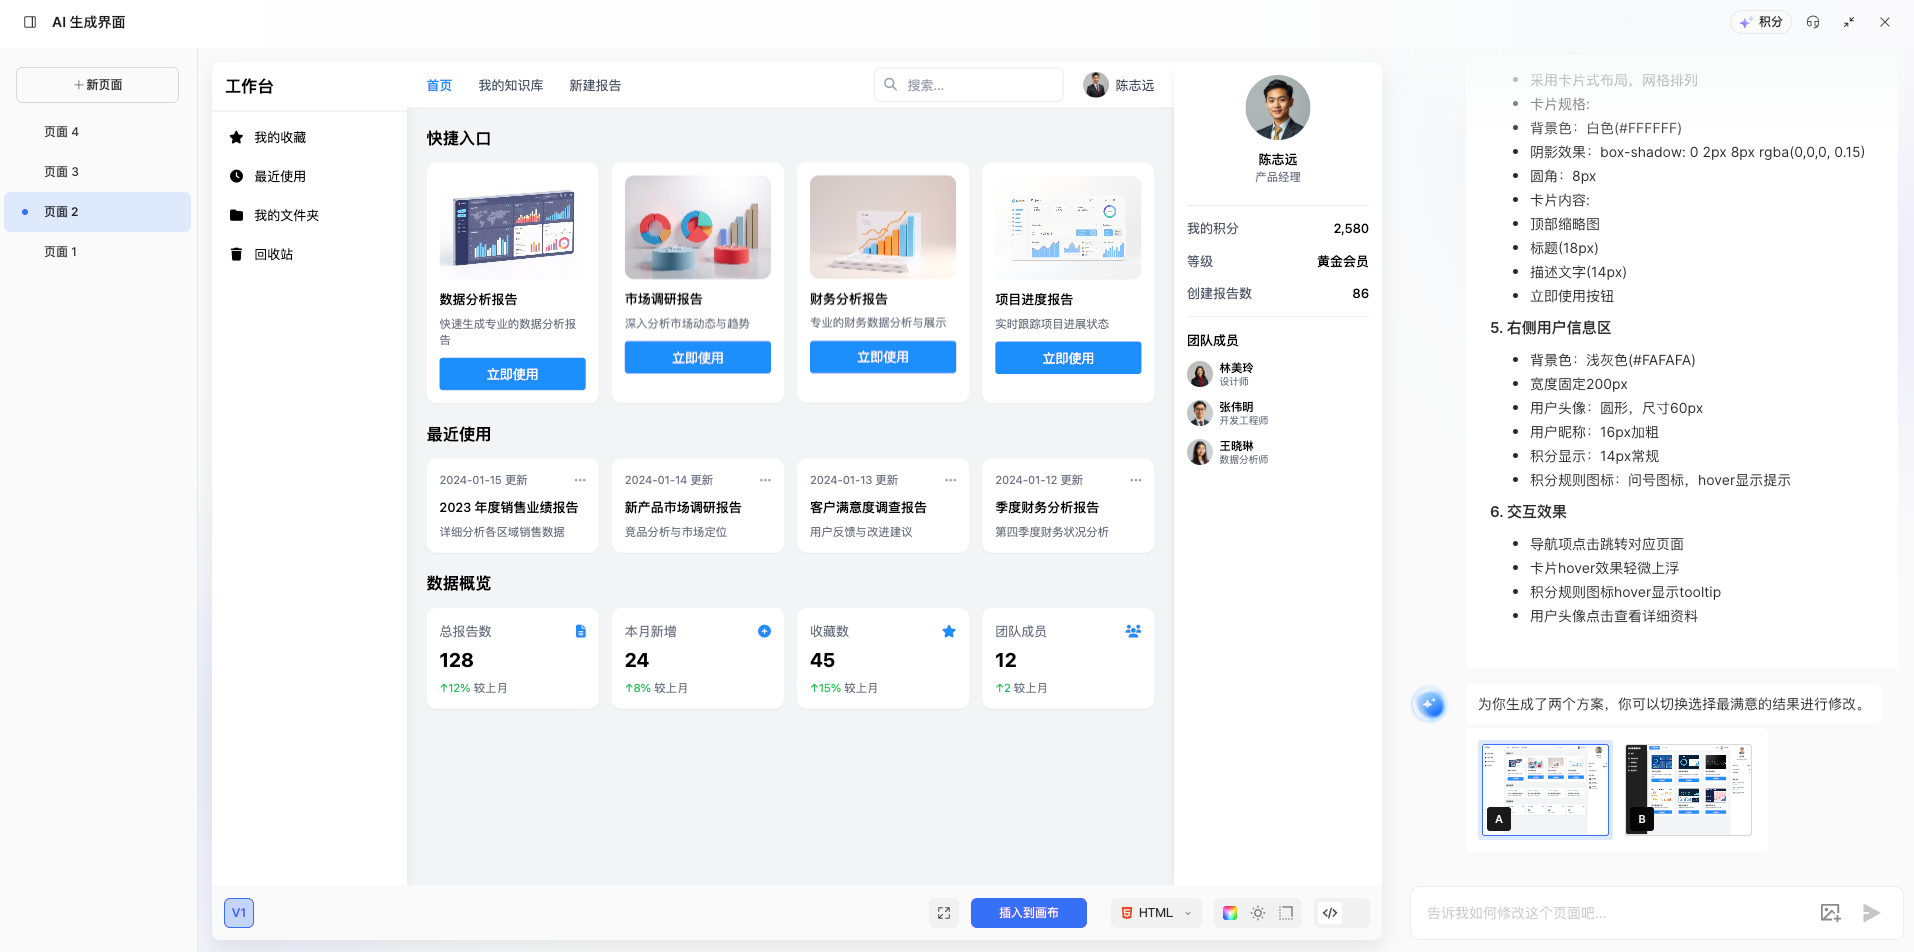 AI 生成界面
积分
新页面
页面 4
页面 3
页面 2
页面 1
工作台
我的收藏
最近使用
我的文件夹
回收站
首页
我的知识库
新建报告
搜索...
陈志远
快捷入口
数据分析报告
快速生成专业的数据分析报
告
立即使用
市场调研报告
深入分析市场动态与趋势
立即使用
财务分析报告
专业的财务数据分析与展示
立即使用
项目进度报告
实时跟踪项目进展状态
立即使用
最近使用
2024-01-15 更新
2023 年度销售业绩报告
详细分析各区域销售数据
2024-01-14 更新
新产品市场调研报告
竞品分析与市场定位
2024-01-13 更新
客户满意度调查报告
用户反馈与改进建议
2024-01-12 更新
季度财务分析报告
第四季度财务状况分析
数据概览
总报告数
128
↑12% 较上月
本月新增
24
↑8% 较上月
收藏数
45
↑15% 较上月
团队成员
12
↑2 较上月
陈志远
产品经理
我的积分 2,580
等级 黄金会员
创建报告数 86
团队成员
林美玲
设计师
张伟明
开发工程师
王晓琳
数据分析师
V1
插入到画布
HTML
采用卡片式布局，网格排列
卡片规格:
背景色：白色(#FFFFFF)
阴影效果：box-shadow: 0 2px 8px rgba(0,0,0, 0.15)
圆角：8px
卡片内容:
顶部缩略图
标题(18px)
描述文字(14px)
立即使用按钮
5. 右侧用户信息区
背景色：浅灰色(#FAFAFA)
宽度固定200px
用户头像：圆形，尺寸60px
用户昵称：16px加粗
积分显示：14px常规
积分规则图标：问号图标，hover显示提示
6. 交互效果
导航项点击跳转对应页面
卡片hover效果轻微上浮
积分规则图标hover显示tooltip
用户头像点击查看详细资料
为你生成了两个方案，你可以切换选择最满意的结果进行修改。
A
B
告诉我如何修改这个页面吧...